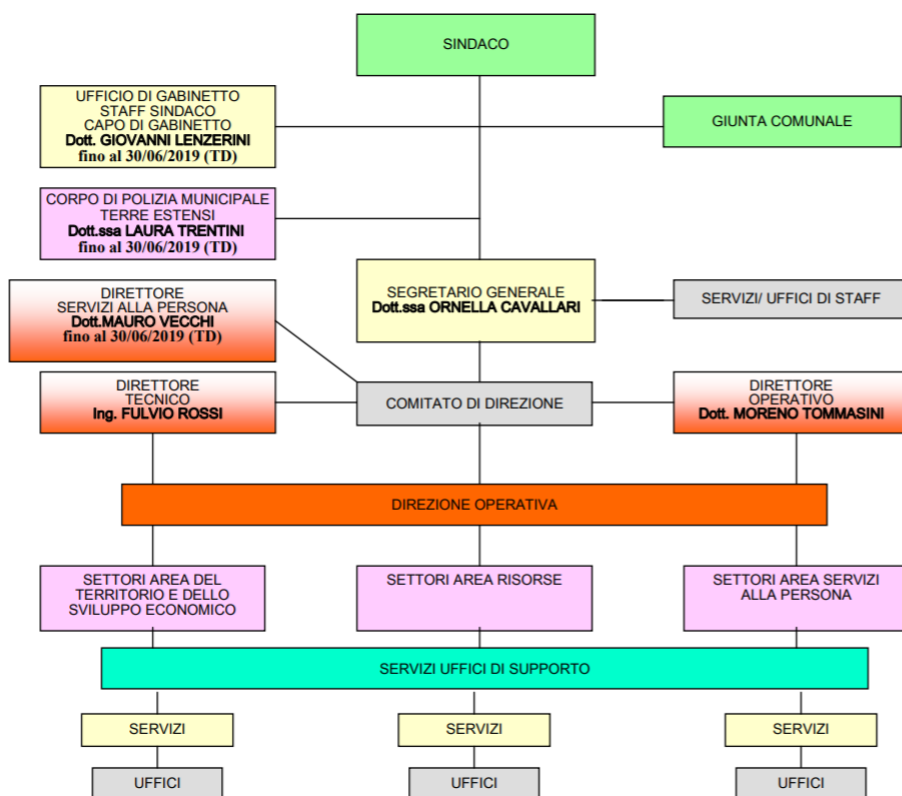 SINDACO
UFFICIO DI GABINETTO
STAFF SINDACO
CAPO DI GABINETTO
Dott. GIOVANNI LENZERINI
fino al 30/06/2019 (TD)
GIUNTA COMUNALE
CORPO DI POLIZIA MUNICIPALE
TERRE ESTENSI
Dott.ssa LAURA TRENTINI
fino al 30/06/2019 (TD)
SEGRETARIO GENERALE
Dott.ssa ORNELLA CAVALLARI
SERVIZI/ UFFICI DI STAFF
DIRETTORE
SERVIZI ALLA PERSONA
Dott.MAURO VECCHI
fino al 30/06/2019 (TD)
DIRETTORE
TECNICO
Ing. FULVIO ROSSI
COMITATO DI DIREZIONE
DIRETTORE
OPERATIVO
Dott. MORENO TOMMASINI
DIREZIONE OPERATIVA
SETTORI AREA DEL
TERRITORIO E DELLO
SVILUPPO ECONOMICO
SETTORI AREA RISORSE
SETTORI AREA SERVIZI
ALLA PERSONA
SERVIZI UFFICI DI SUPPORTO
SERVIZI
SERVIZI
SERVIZI
UFFICI
UFFICI
UFFICI